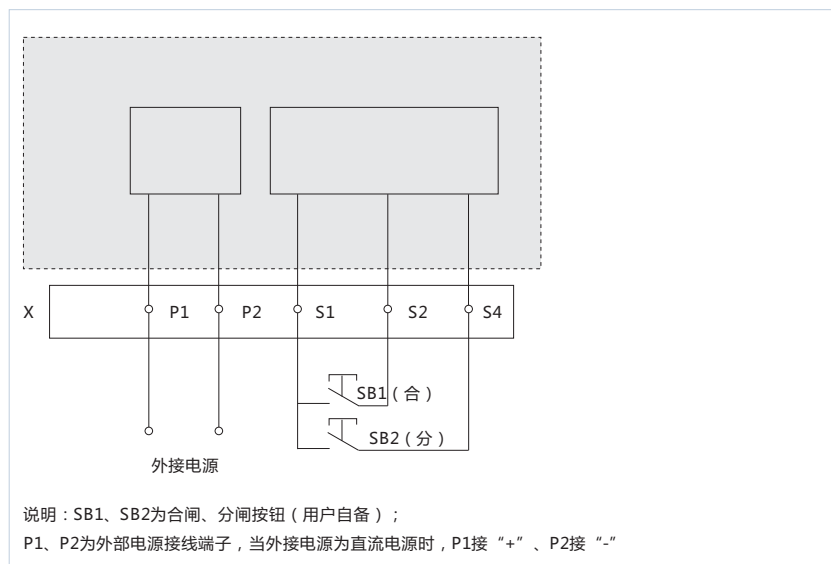 X P1 P2 S1 S2 S4
SB1（合）
SB2（分）
外接电源
说明：SB1、SB2为合闸、分闸按钮（用户自备）；
P1、P2为外部电源接线端子，当外接电源为直流电源时，P1接“+”、P2接“-”